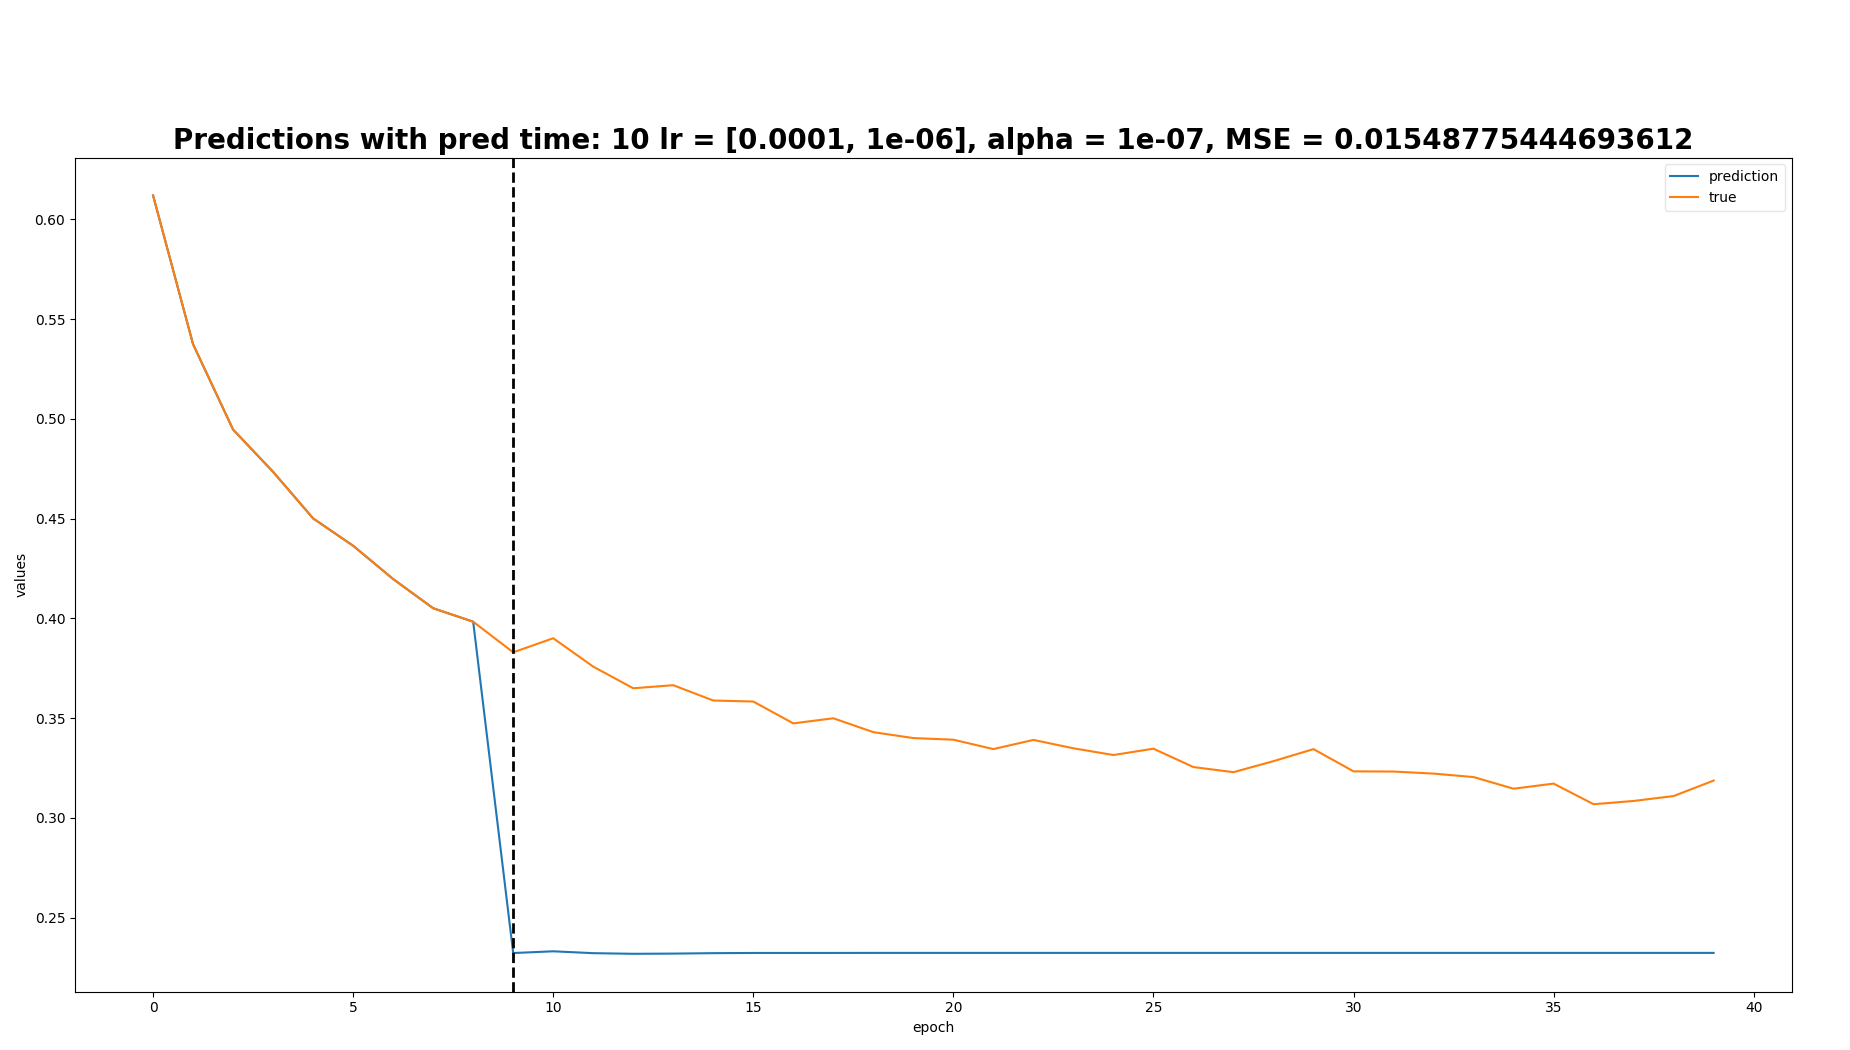 Predictions with pred time: 10 lr = [0.0001, 1e-06], alpha = 1e-07, MSE = 0.01548775444693612
prediction
true
0.60
0.55
0.50
0.45
0.40
0.35
0.30
0.25
values
0 5 10 15 20 25 30 35 40
epoch